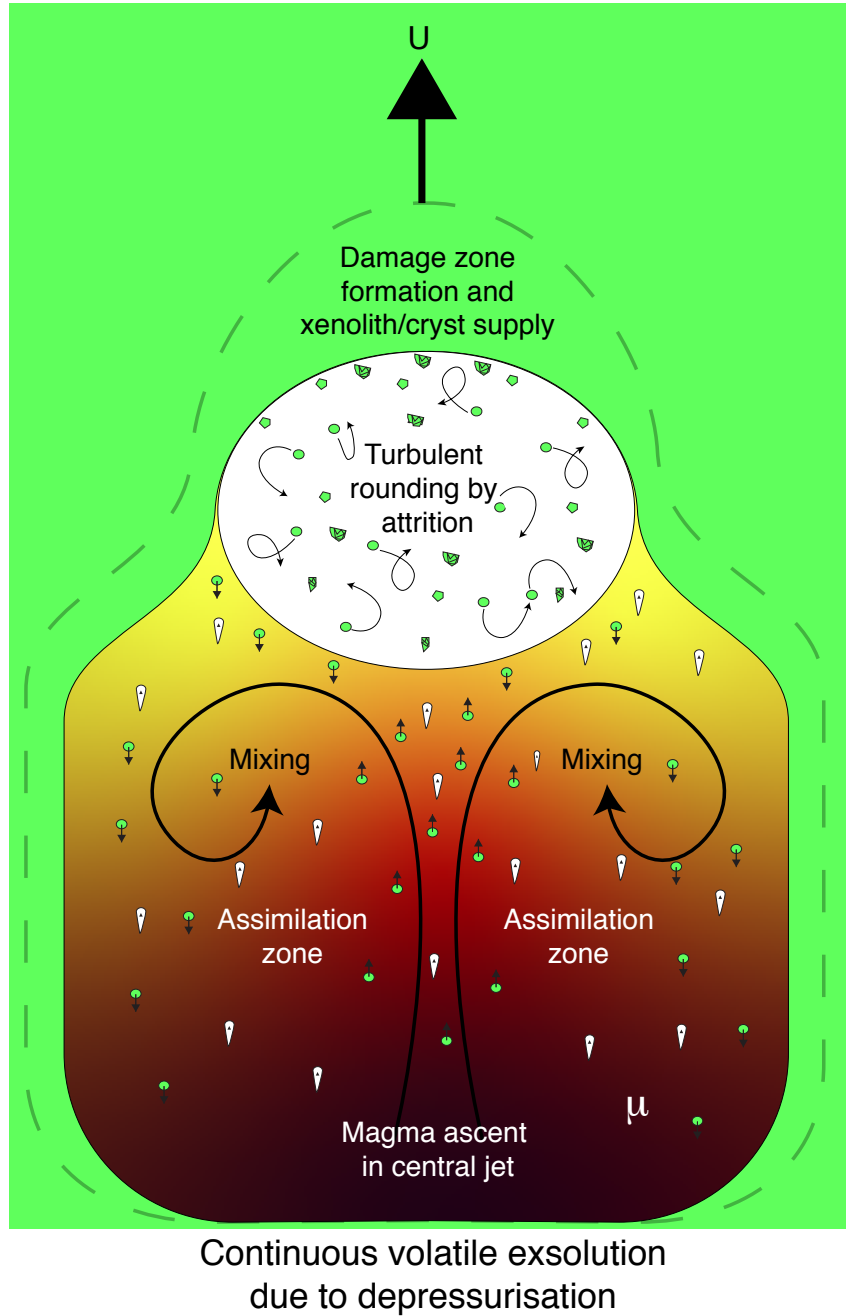 U
Damage zone
formation and
xenolith/cryst supply
Turbulent
rounding by
attrition
Mixing
Mixing
Assimilation
zone
Assimilation
zone
μ
Magma ascent
in central jet
Continuous volatile exsolution
due to depressurisation